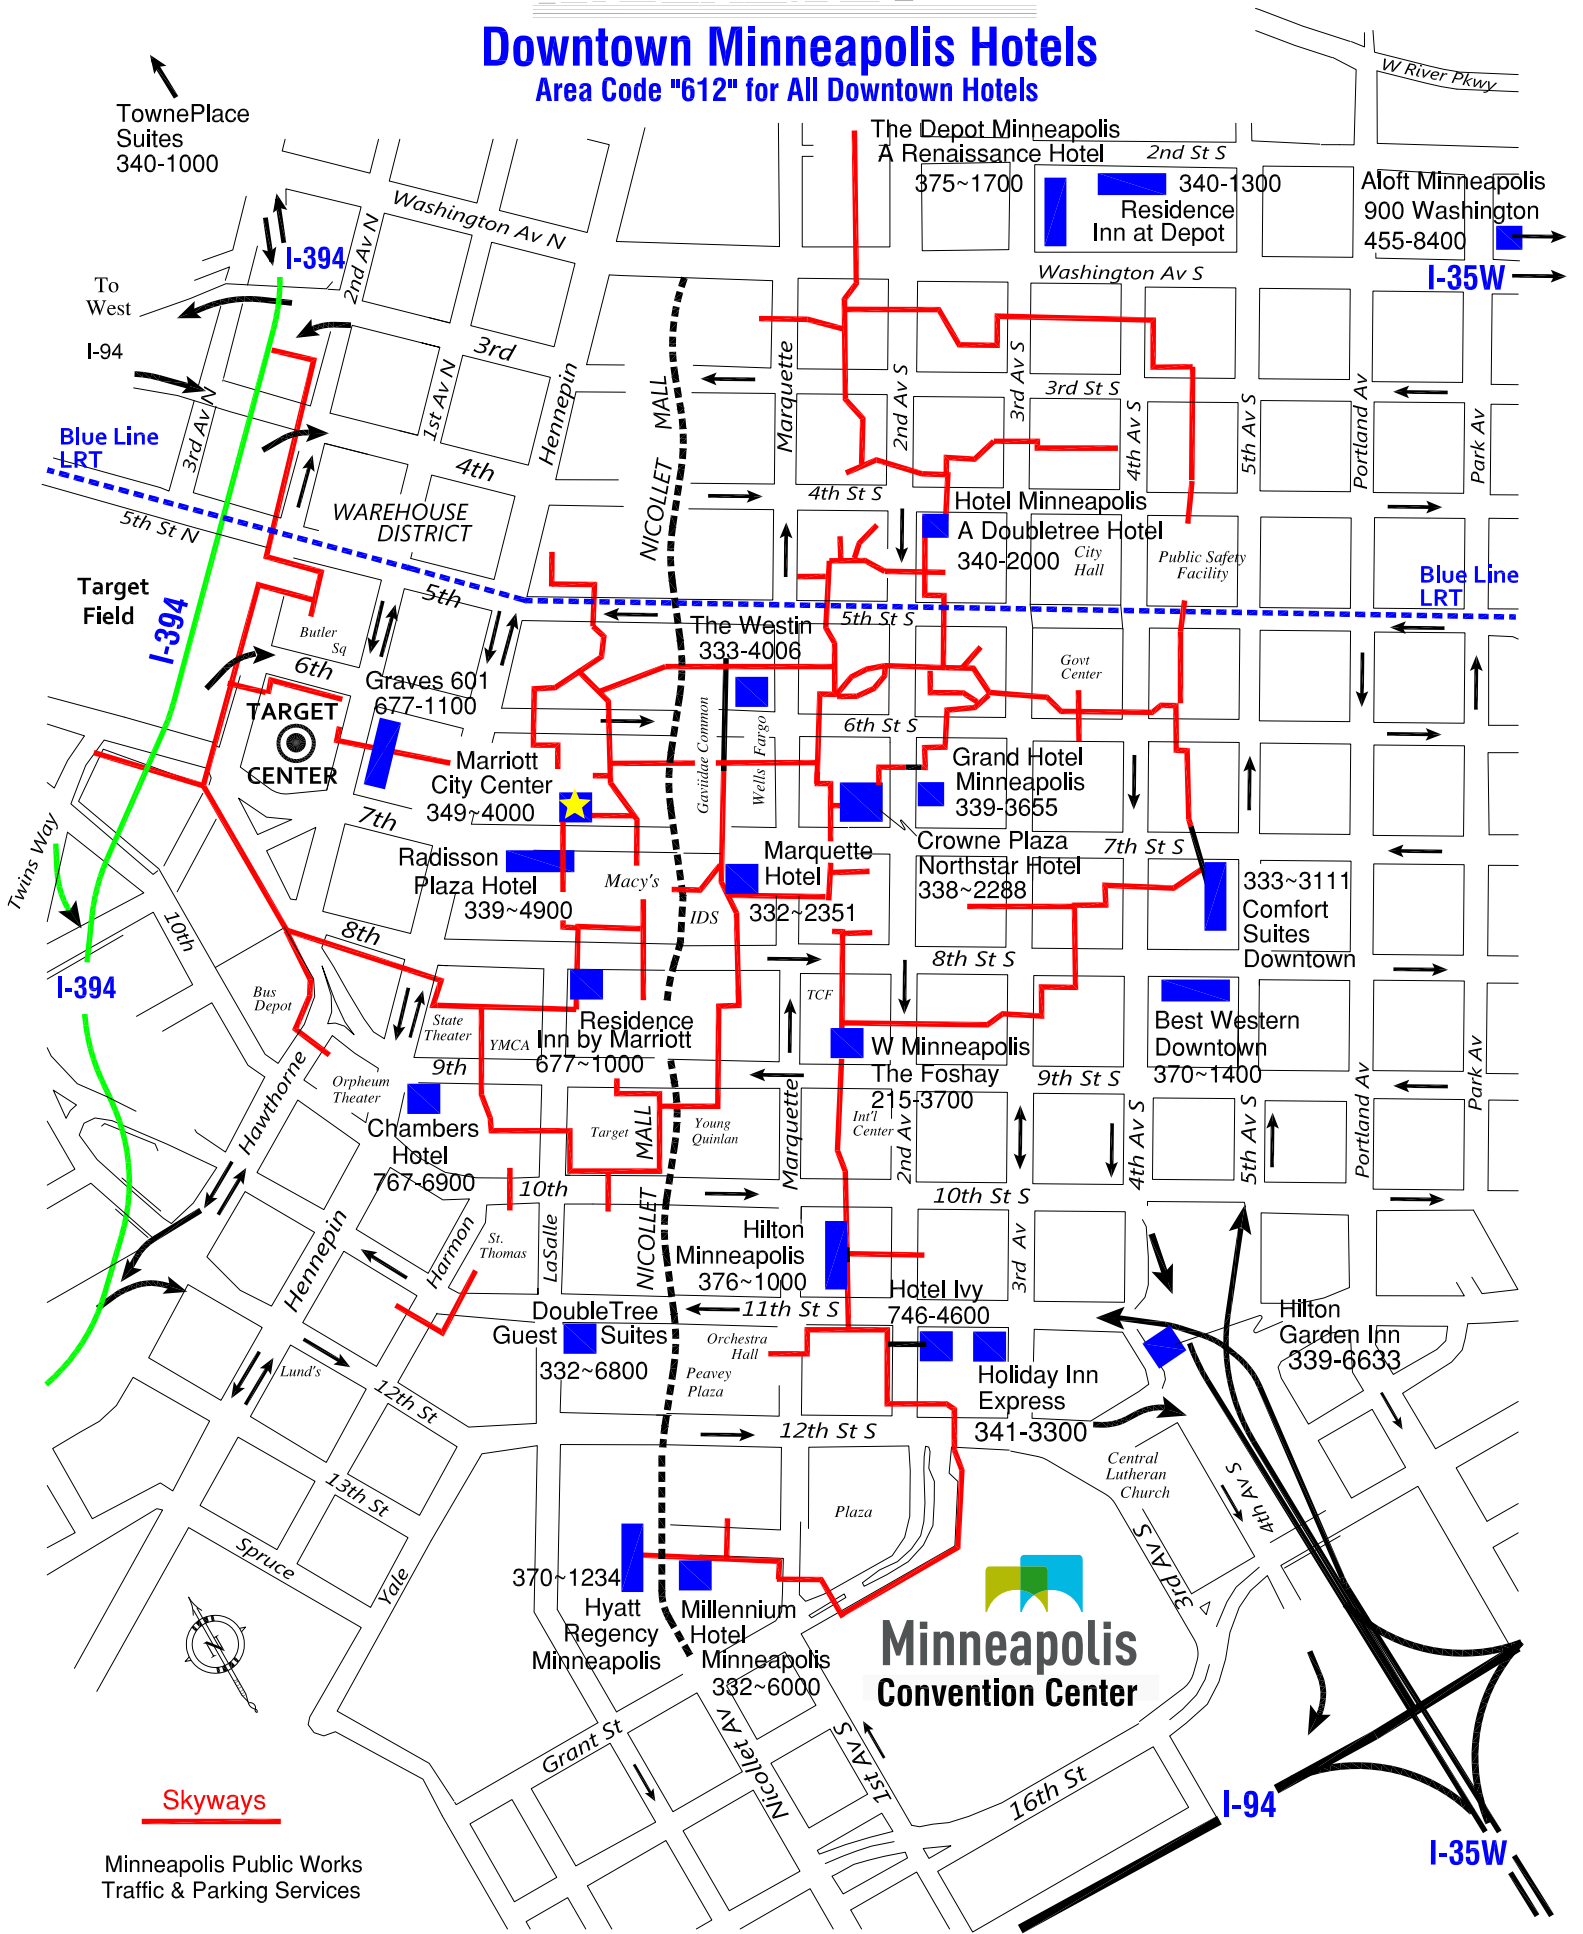 Downtown Minneapolis Hotels
Area Code "612" for All Downtown Hotels
W River Pkwy
TownePlace
Suites
340-1000
The Depot Minneapolis
A Renaissance Hotel
375~1700
2nd St S
340-1300
Residence
Inn at Depot
Aloft Minneapolis
900 Washington
455-8400
I-35W
Washington Av N
Washington Av S
2nd Av N
I-394
To
West
I-94
3rd
1st Av N
3rd Av N
Hennepin
NICOLLET
MALL
Marquette
2nd Av S
3rd Av S
3rd St S
4th Av S
5th Av S
Portland Av
Park Av
Blue Line
LRT
4th
4th St S
WAREHOUSE
DISTRICT
5th St N
Hotel Minneapolis
A Doubletree Hotel
340-2000
City
Hall
Public Safety
Facility
Blue Line
LRT
Target
Field
I-394
5th
5th St S
Butler
Sq
6th
The Westin
333-4006
Govt
Center
Graves 601
677-1100
TARGET
CENTER
6th St S
Gaviidae Common
Wells Fargo
Marriott
City Center
349~4000
Grand Hotel
Minneapolis
339-3655
7th
Twins Way
Crowne Plaza
Northstar Hotel
338~2288
7th St S
Radisson
Plaza Hotel
339~4900
Macy's
Marquette
Hotel
332~2351
IDS
333~3111
Comfort
Suites
Downtown
10th
8th
8th St S
I-394
Bus
Depot
State
Theater
YMCA
TCF
Residence
Inn by Marriott
677~1000
W Minneapolis
The Foshay
215-3700
Best Western
Downtown
370~1400
9th
9th St S
Hawthorne
Orpheum
Theater
Chambers
Hotel
767-6900
Target
MALL
Young
Quinlan
Marquette
Int'l
Center
2nd Av
4th Av S
5th Av S
Portland Av
Park Av
10th
10th St S
Hennepin
Harmon
St.
Thomas
LaSalle
NICOLLET
Hilton
Minneapolis
376~1000
3rd Av
Hotel Ivy
746-4600
11th St S
DoubleTree
Guest Suites
332~6800
Orchestra
Hall
Peavey
Plaza
Holiday Inn
Express
341-3300
Hilton
Garden Inn
339-6633
Lund's
12th St
12th St S
13th St
Central
Lutheran
Church
4th Av S
4th Av S
Plaza
Spruce
Yale
370~1234
Hyatt
Regency
Minneapolis
Millennium
Hotel
Minneapolis
332~6000
3rd Av S
Minneapolis
Convention Center
N
Grant St
Nicollet Av
1st Av S
16th St
I-94
I-35W
Skyways
Minneapolis Public Works
Traffic & Parking Services